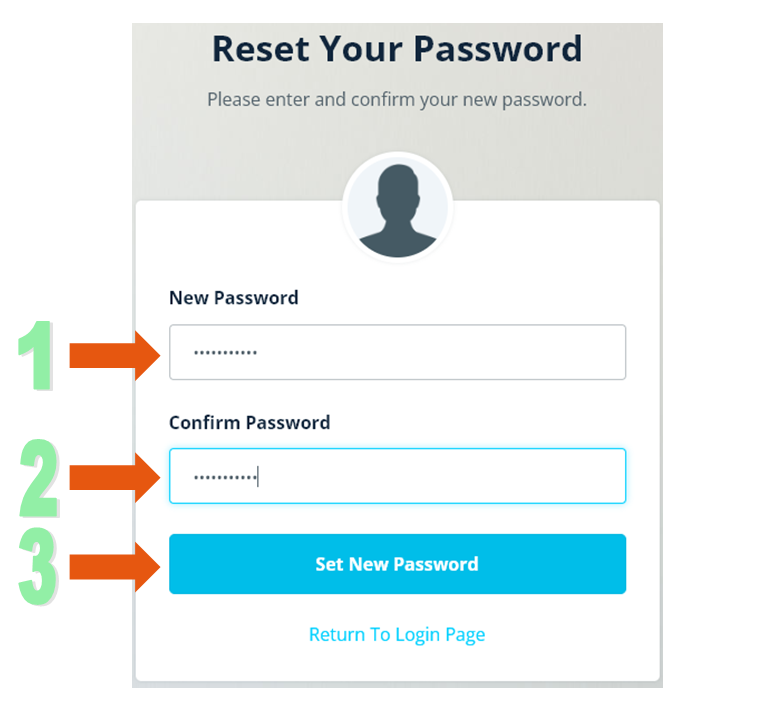 Reset Your Password
Please enter and confirm your new password.
New Password
1
•••••••••••
Confirm Password
2
•••••••••••
3
Set New Password
Return To Login Page